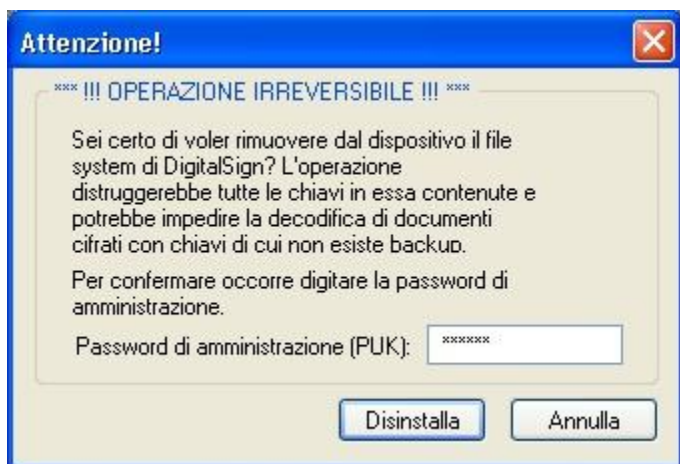 Attenzione!
*** !!! OPERAZIONE IRREVERSIBILE !!! ***
Sei certo di voler rimuovere dal dispositivo il file
system di DigitalSign? L'operazione
distruggerebbe tutte le chiavi in essa contenute e
potrebbe impedire la decodifica di documenti
cifrati con chiavi di cui non esiste backup.
Per confermare occorre digitare la password di
amministrazione.
Password di amministrazione (PUK): ******
Disinstalla Annulla